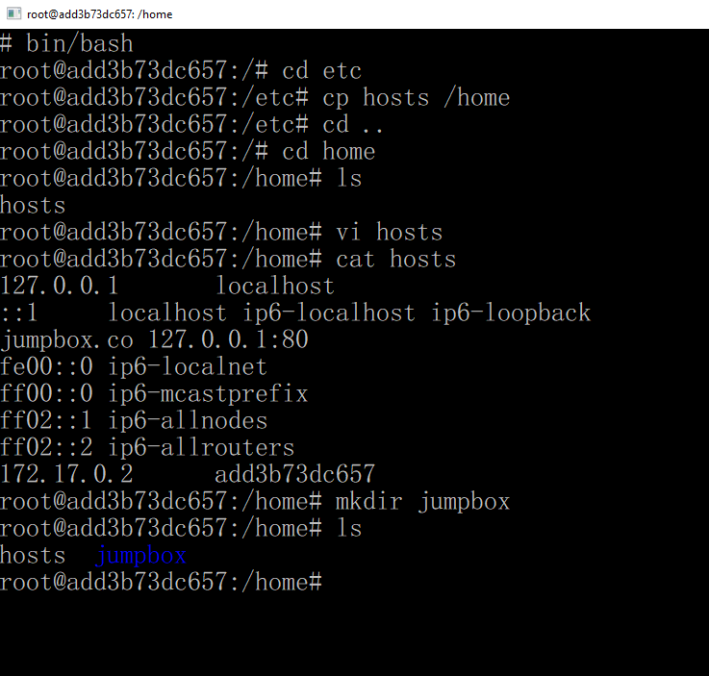 root@add3b73dc657: /home
# bin/bash
root@add3b73dc657:/# cd etc
root@add3b73dc657:/etc# cp hosts /home
root@add3b73dc657:/etc# cd ..
root@add3b73dc657:/# cd home
root@add3b73dc657:/home# ls
hosts
root@add3b73dc657:/home# vi hosts
root@add3b73dc657:/home# cat hosts
127.0.0.1       localhost
::1     localhost ip6-localhost ip6-loopback
jumpbox.co 127.0.0.1:80
fe00::0 ip6-localnet
ff00::0 ip6-mcastprefix
ff02::1 ip6-allnodes
ff02::2 ip6-allrouters
172.17.0.2      add3b73dc657
root@add3b73dc657:/home# mkdir jumpbox
root@add3b73dc657:/home# ls
hosts  jumpbox
root@add3b73dc657:/home#